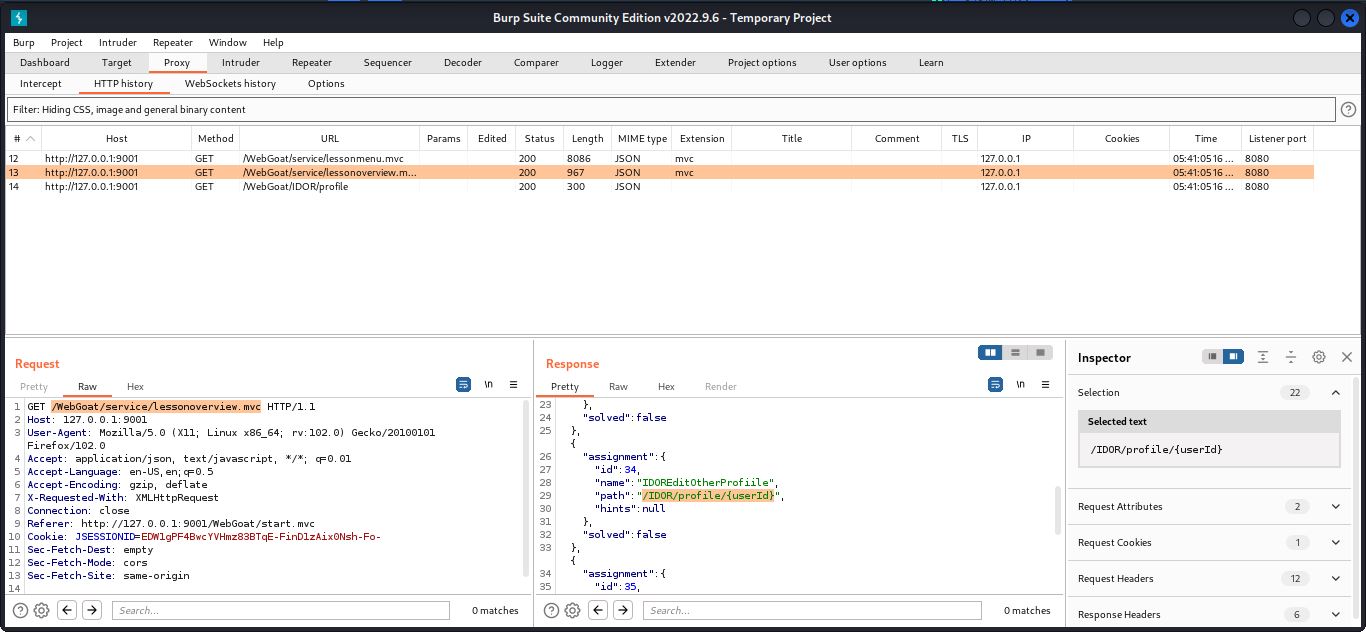 Burp Suite Community Edition v2022.9.6 - Temporary Project
Burp Project Intruder Repeater Window Help
Dashboard Target Proxy Intruder Repeater Sequencer Decoder Comparer Logger Extender Project options User options Learn
Intercept HTTP history WebSockets history Options
Filter: Hiding CSS, image and general binary content
# Host Method URL Params Edited Status Length MIME type Extension Title Comment TLS IP Cookies Time Listener port
12 http://127.0.0.1:9001 GET /WebGoat/service/lessonmenu.mvc 200 8086 JSON mvc 127.0.0.1 05:41:05 16 ... 8080
13 http://127.0.0.1:9001 GET /WebGoat/service/lessonoverview.m... 200 967 JSON mvc 127.0.0.1 05:41:05 16 ... 8080
14 http://127.0.0.1:9001 GET /WebGoat/IDOR/profile 200 300 JSON 127.0.0.1 05:41:05 16 ... 8080
Request
Pretty Raw Hex
\n
1 GET /WebGoat/service/lessonoverview.mvc HTTP/1.1
2 Host: 127.0.0.1:9001
3 User-Agent: Mozilla/5.0 (X11; Linux x86_64; rv:102.0) Gecko/20100101
Firefox/102.0
4 Accept: application/json, text/javascript, */*; q=0.01
5 Accept-Language: en-US,en;q=0.5
6 Accept-Encoding: gzip, deflate
7 X-Requested-With: XMLHttpRequest
8 Connection: close
9 Referer: http://127.0.0.1:9001/WebGoat/start.mvc
10 Cookie: JSESSIONID=EDW1gPF4BwcYVHmz83BTqE-FinD1zAix0Nsh-Fo-
11 Sec-Fetch-Dest: empty
12 Sec-Fetch-Mode: cors
13 Sec-Fetch-Site: same-origin
14
Search...
0 matches
Response
Pretty Raw Hex Render
\n
23 },
24 "solved":false
25 },
{
26 "assignment":{
27 "id":34,
28 "name":"IDOREditOtherProfiile",
29 "path":"/IDOR/profile/{userId}",
30 "hints":null
31 },
32 "solved":false
33 },
{
34 "assignment":{
35 "id":35,
Search...
0 matches
Inspector
Selection 22
Selected text
/IDOR/profile/{userId}
Request Attributes 2
Request Cookies 1
Request Headers 12
Response Headers 6